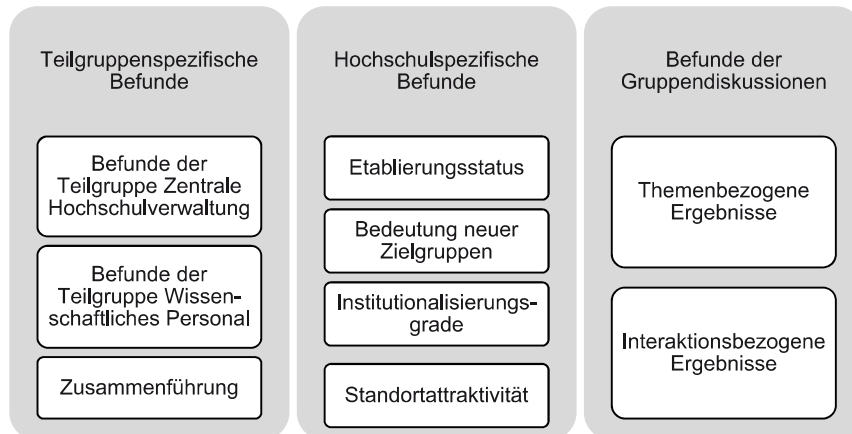 Teilgruppenspezifische
Befunde
Befunde der
Teilgruppe Zentrale
Hochschulverwaltung
Befunde der
Teilgruppe Wissen-
schaftliches Personal
Zusammenführung
Hochschulspezifische
Befunde
Etablierungsstatus
Bedeutung neuer
Zielgruppen
Institutionalisierungs-
grade
Standortattraktivität
Befunde der
Gruppendiskussionen
Themenbezogene
Ergebnisse
Interaktionsbezogene
Ergebnisse